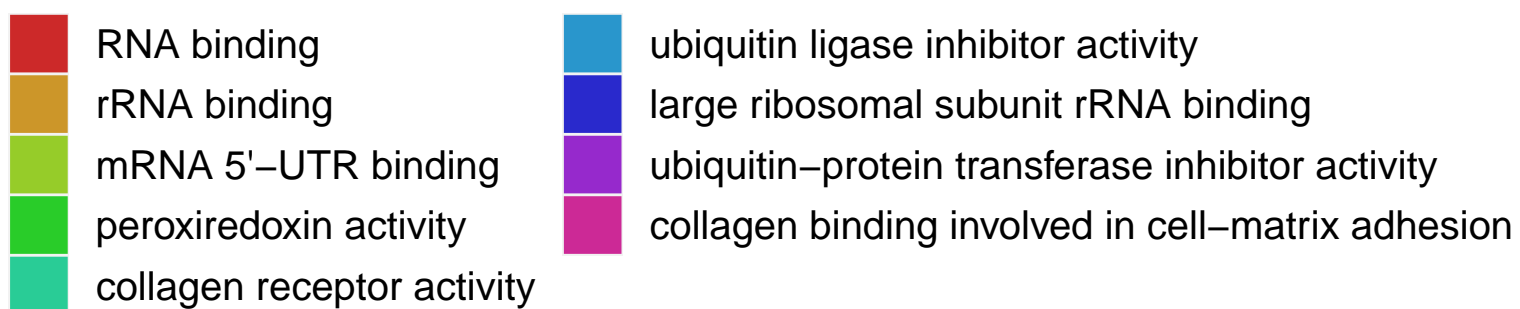 RNA binding
rRNA binding
mRNA 5'−UTR binding
peroxiredoxin activity
collagen receptor activity
ubiquitin ligase inhibitor activity
large ribosomal subunit rRNA binding
ubiquitin−protein transferase inhibitor activity
collagen binding involved in cell−matrix adhesion